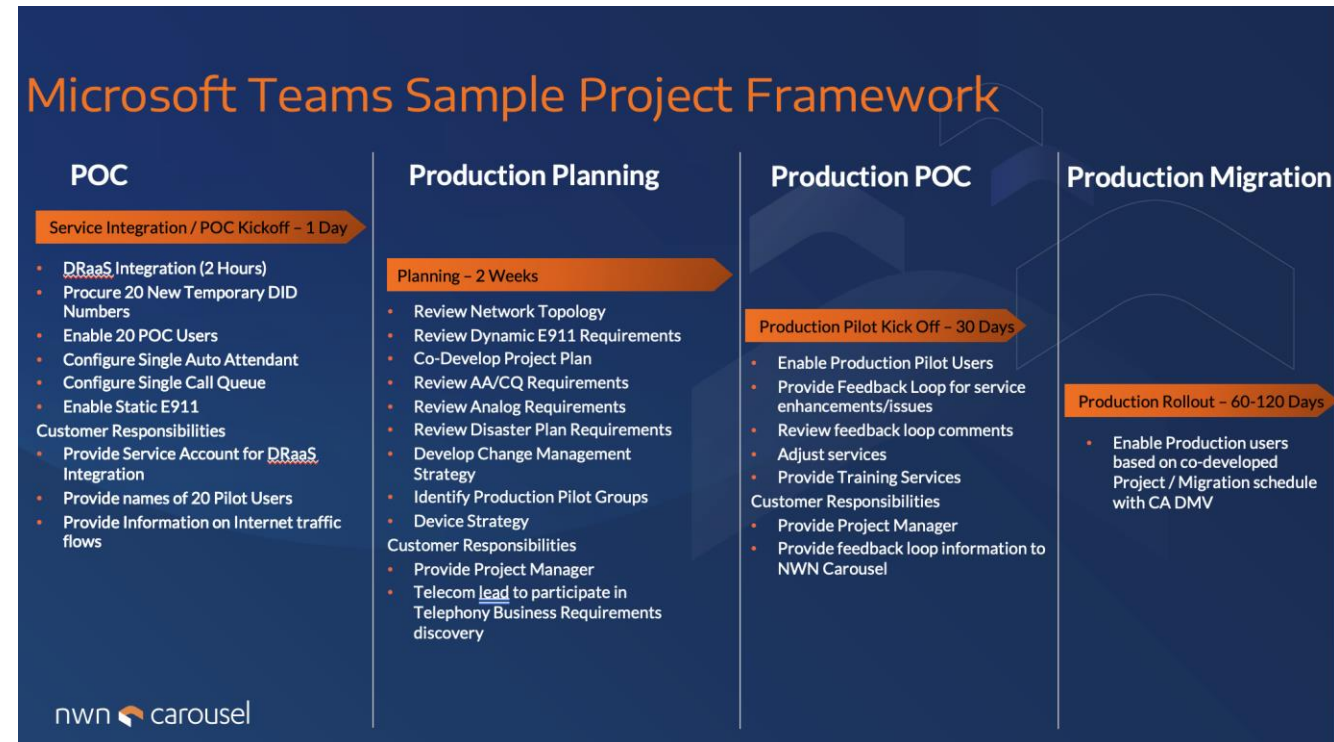 Microsoft Teams Sample Project Framework
POC
Service Integration / POC Kickoff – 1 Day
• DRaaS Integration (2 Hours)
• Procure 20 New Temporary DID
Numbers
• Enable 20 POC Users
• Configure Single Auto Attendant
• Configure Single Call Queue
• Enable Static E911
Customer Responsibilities
• Provide Service Account for DRaaS
Integration
• Provide names of 20 Pilot Users
• Provide Information on Internet traffic
flows
Production Planning
Planning – 2 Weeks
• Review Network Topology
• Review Dynamic E911 Requirements
• Co-Develop Project Plan
• Review AA/CQ Requirements
• Review Analog Requirements
• Review Disaster Plan Requirements
• Develop Change Management
Strategy
• Identify Production Pilot Groups
• Device Strategy
Customer Responsibilities
• Provide Project Manager
• Telecom lead to participate in
Telephony Business Requirements
discovery
Production POC
Production Pilot Kick Off – 30 Days
• Enable Production Pilot Users
• Provide Feedback Loop for service
enhancements/issues
• Review feedback loop comments
• Adjust services
• Provide Training Services
Customer Responsibilities
• Provide Project Manager
• Provide feedback loop information to
NWN Carousel
Production Migration
Production Rollout – 60-120 Days
• Enable Production users
based on co-developed
Project / Migration schedule
with CA DMV
nwn carousel